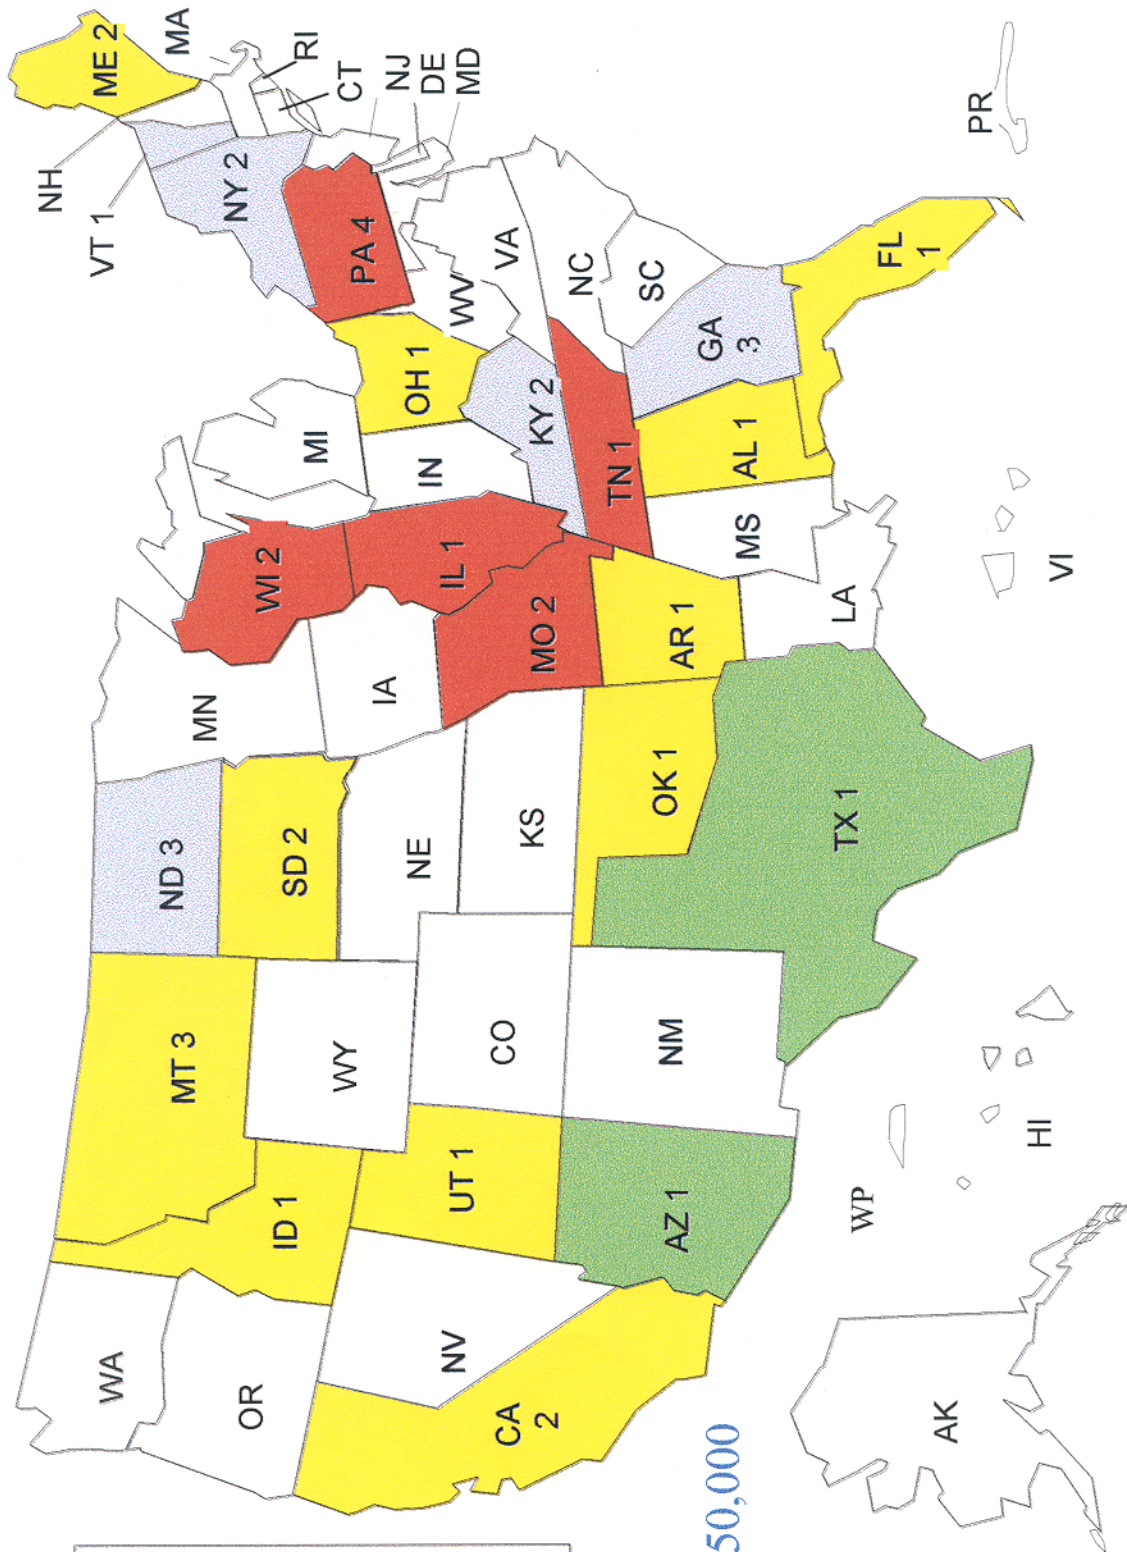 WA
OR
CA
2
NV
ID 1
MT 3
WY
UT 1
AZ 1
CO
NM
ND 3
SD 2
NE
KS
OK 1
TX 1
MN
IA
MO 2
AR 1
LA
WI 2
IL 1
MI
IN
OH 1
KY 2
TN 1
MS
AL 1
GA
3
FL
1
SC
NC
VA
WV
PA 4
NY 2
VT 1
NH
ME 2
MA
RI
CT
NJ
DE
MD
PR
VI
HI
WP
AK
50,000